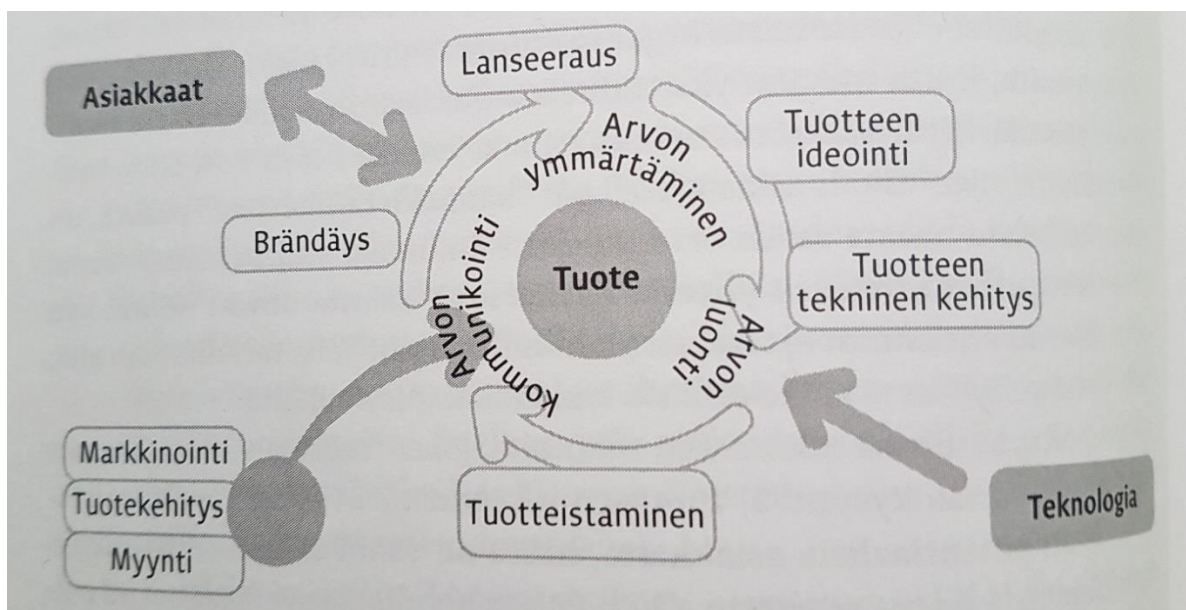 Asiakkaat
Lanseeraus
Tuotteen
ideointi
Arvon
ymmärtäminen
Brändäys
Tuote
Tuotteen
tekninen kehitys
Arvon
luonti
Arvon
kommunikointi
Markkinointi
Tuotekehitys
Myynti
Tuotteistaminen
Teknologia